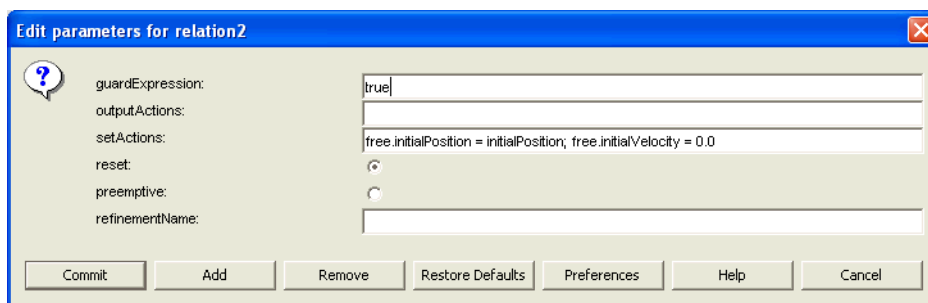 Edit parameters for relation2
guardExpression:
true
outputActions:
setActions:
free.initialPosition = initialPosition; free.initialVelocity = 0.0
reset:
preemptive:
refinementName:
Commit Add Remove Restore Defaults Preferences Help Cancel